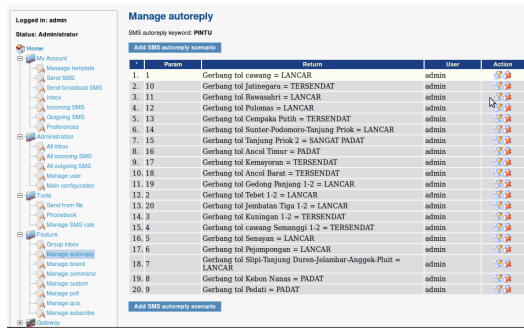 Logged in: admin
Status: Administrator
Home
My Account
Message template
Send SMS
Send broadcast SMS
Inbox
Incoming SMS
Outgoing SMS
Preferences
Administration
All inbox
All incoming SMS
All outgoing SMS
Manage user
Main configuration
Tools
Send from file
Phonebook
Manage SMS rate
Feature
Group inbox
Manage autoreply
Manage board
Manage command
Manage custom
Manage poll
Manage quiz
Manage subscribe
Gateway
Manage autoreply
SMS autoreply keyword: PINTU
Add SMS autoreply scenario
* Param Return User Action
1. 1 Gerbang tol cawang = LANCAR admin
2. 10 Gerbang tol Jatinegara = TERSENDAT admin
3. 11 Gerbang tol Rawasahri = LANCAR admin
4. 12 Gerbang tol Pulomas = LANCAR admin
5. 13 Gerbang tol Cempaka Putih = TERSENDAT admin
6. 14 Gerbang tol Sunter-Podomoro-Tanjung Priok = LANCAR admin
7. 15 Gerbang tol Tanjung Priok 2 = SANGAT PADAT admin
8. 16 Gerbang tol Ancol Timur = PADAT admin
9. 17 Gerbang tol Kemayoran = TERSENDAT admin
10. 18 Gerbang tol Ancol Barat = TERSENDAT admin
11. 19 Gerbang tol Gedong Panjang 1-2 = LANCAR admin
12. 2 Gerbang tol Tebet 1-2 = LANCAR admin
13. 20 Gerbang tol Jembatan Tiga 1-2 = LANCAR admin
14. 3 Gerbang tol Kuningan 1-2 = TERSENDAT admin
15. 4 Gerbang tol cawang Semanggi 1-2 = TERSENDAT admin
16. 5 Gerbang tol Senayan = LANCAR admin
17. 6 Gerbang tol Pejompongan = LANCAR admin
18. 7 Gerbang tol Slipi-Tanjung Duren-Jelambar-Anggek-Pluit = admin
LANCAR
19. 8 Gerbang tol Kebon Nanas = PADAT admin
20. 9 Gerbang tol Pedati = PADAT admin
Add SMS autoreply scenario